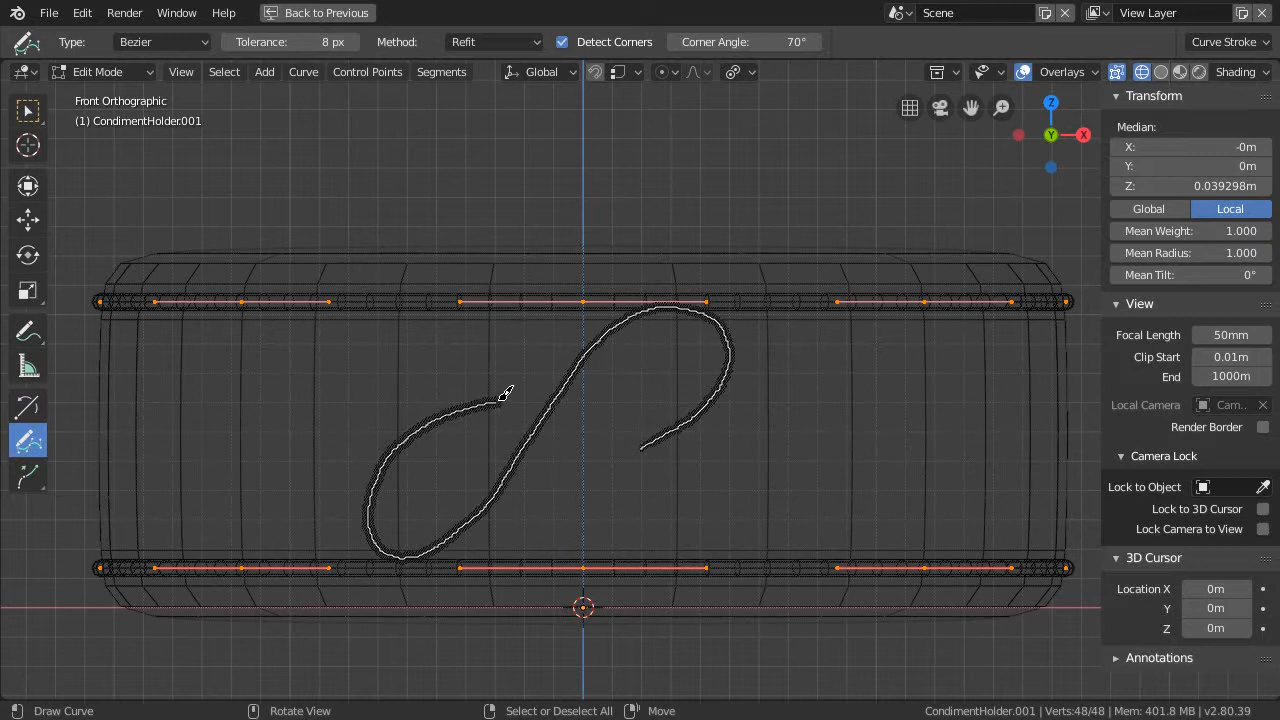 File Edit Render Window Help Back to Previous Scene View Layer
Type: Bezier Tolerance: 8 px Method: Refit Detect Corners Corner Angle: 70° Curve Stroke
Edit Mode View Select Add Curve Control Points Segments Global Overlays Shading
Front Orthographic
(1) CondimentHolder.001
Z
Y
X
Transform
Median:
X: -0m
Y: 0m
Z: 0.039298m
Global Local
Mean Weight: 1.000
Mean Radius: 1.000
Mean Tilt: 0°
View
Focal Length 50mm
Clip Start 0.01m
End 1000m
Local Camera Cam..
Render Border
Camera Lock
Lock to Object
Lock to 3D Cursor
Lock Camera to View
3D Cursor
Location X 0m
Y 0m
Z 0m
Annotations
Draw Curve Rotate View Select or Deselect All Move CondimentHolder.001 | Verts:48/48 | Mem: 401.8 MB | v2.80.39